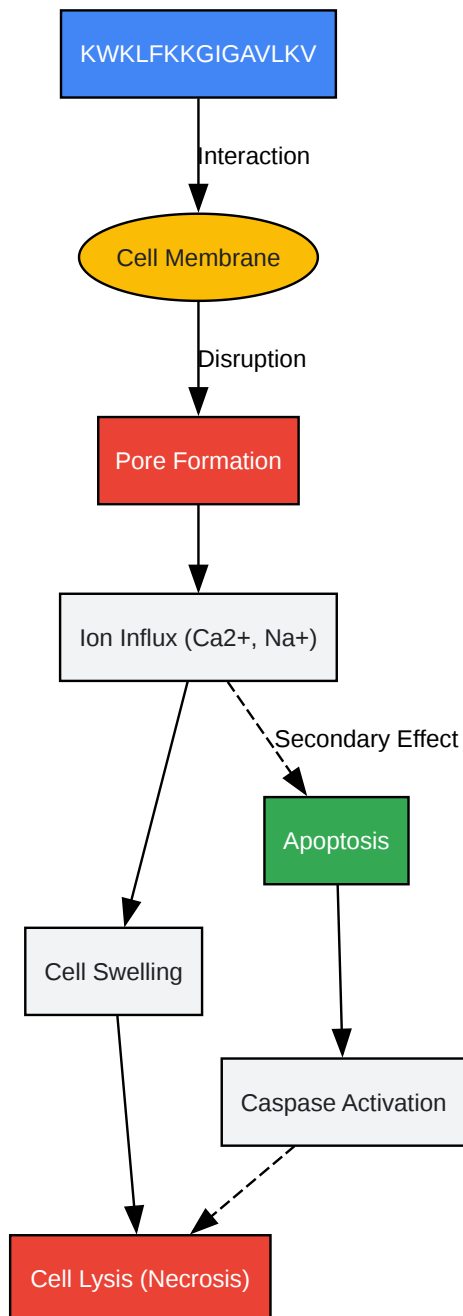 KWKLFKKGIGAVLKV
Interaction
Cell Membrane
Disruption
Pore Formation
Ion Influx (Ca2+, Na+)
Secondary Effect
Apoptosis
Cell Swelling
Caspase Activation
Cell Lysis (Necrosis)